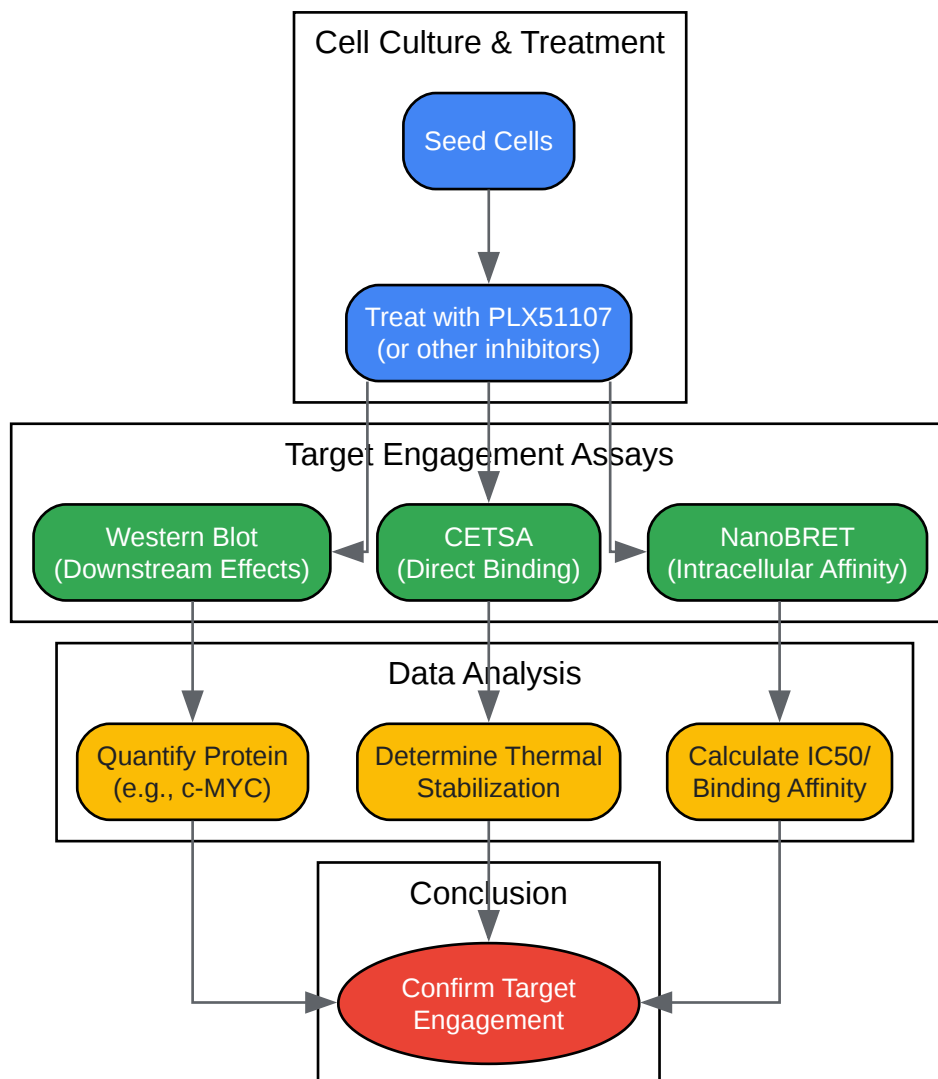 Cell Culture & Treatment
Seed Cells
Treat with PLX51107
(or other inhibitors)
Target Engagement Assays
Western Blot
(Downstream Effects)
CETSA
(Direct Binding)
NanoBRET
(Intracellular Affinity)
Data Analysis
Quantify Protein
(e.g., c-MYC)
Determine Thermal
Stabilization
Calculate IC50/
Binding Affinity
Conclusion
Confirm Target
Engagement